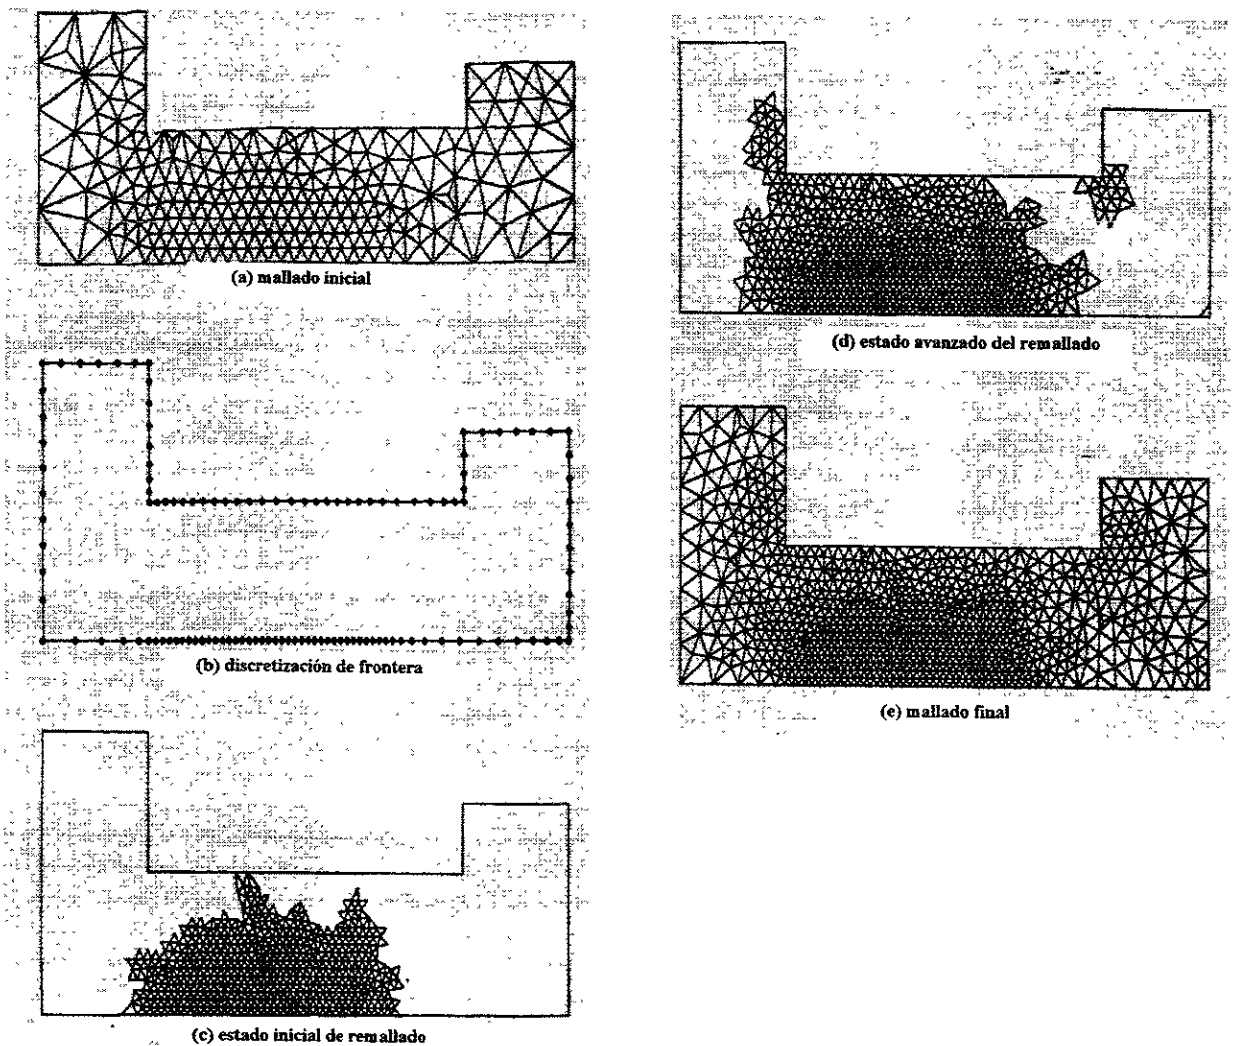 (a) mallado inicial
(b) discretización de frontera
(c) estado inicial de remallado
(d) estado avanzado del remallado
(e) mallado final